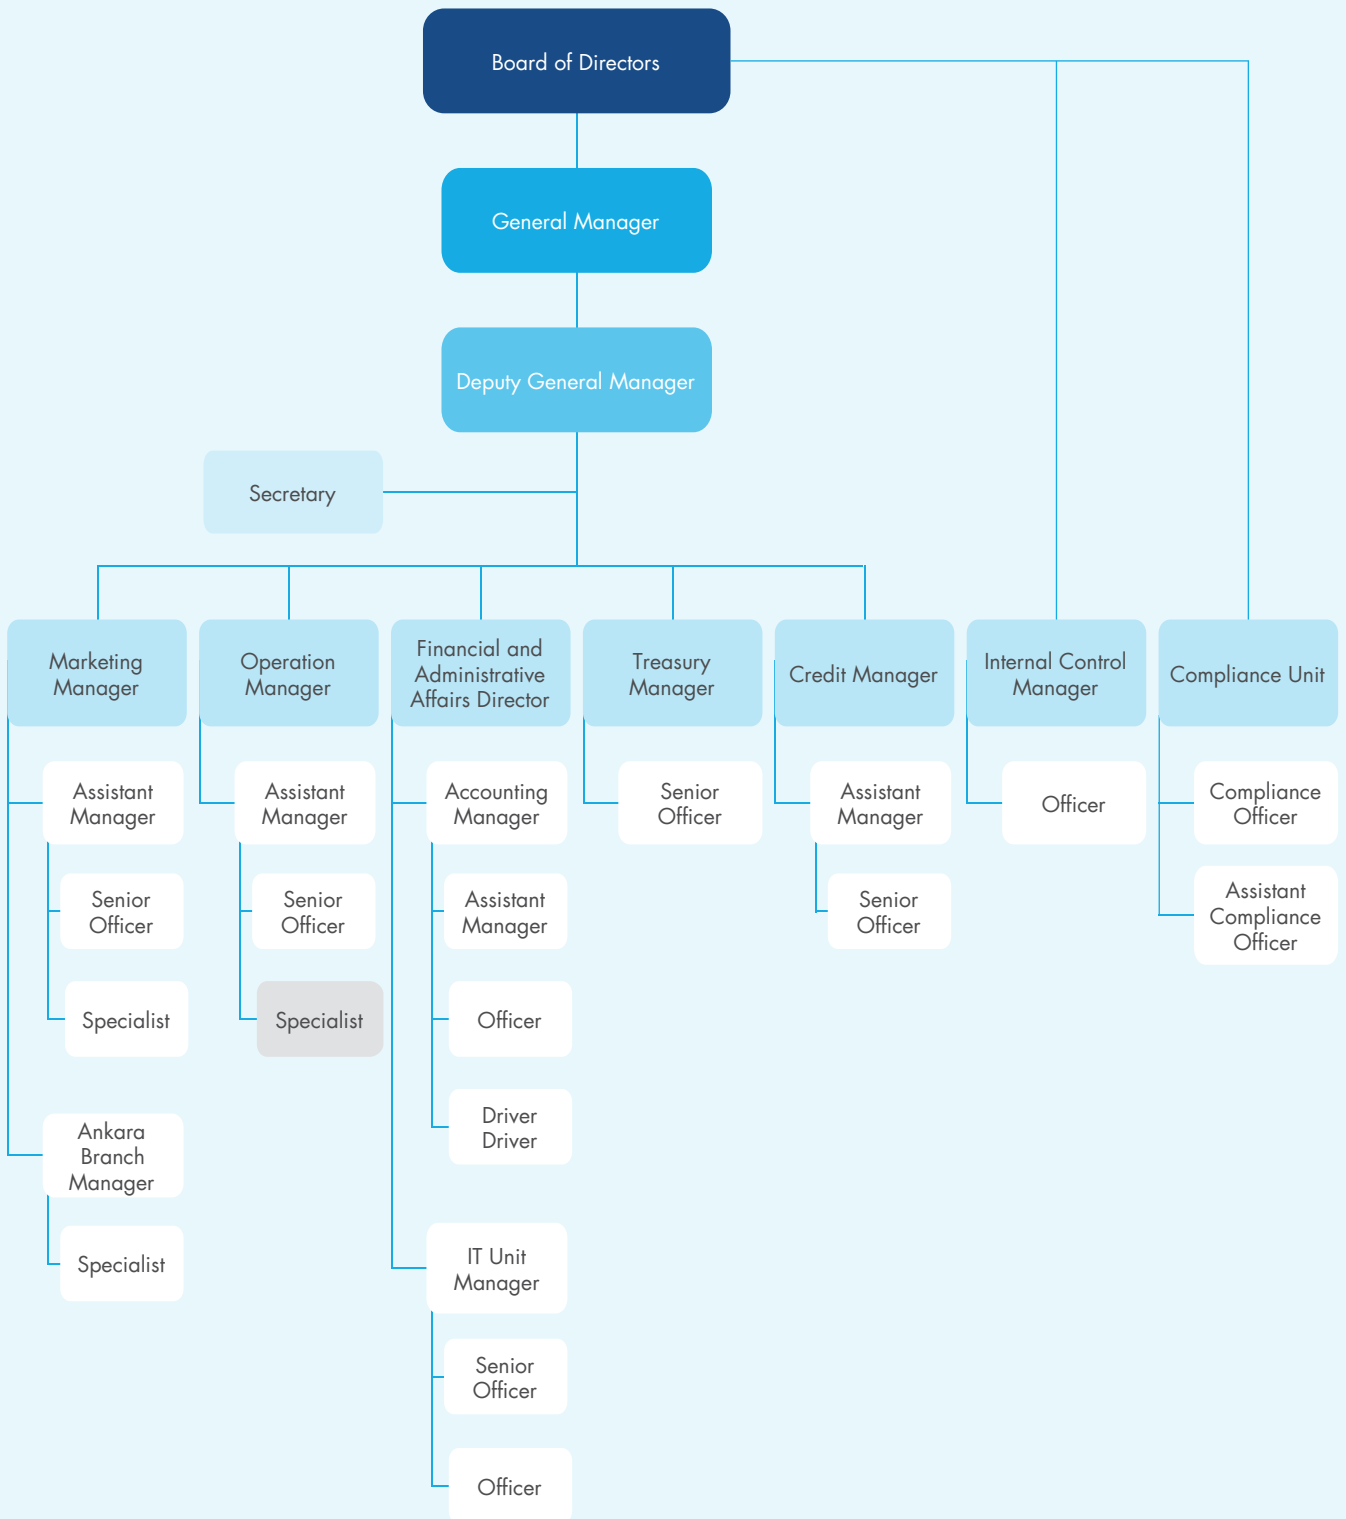 Board of Directors
General Manager
Deputy General Manager
Secretary
Marketing
Manager
Operation
Manager
Financial and
Administrative
Affairs Director
Treasury
Manager
Credit Manager
Internal Control
Manager
Compliance Unit
Assistant
Manager
Senior
Officer
Specialist
Ankara
Branch
Manager
Specialist
Assistant
Manager
Senior
Officer
Specialist
Accounting
Manager
Assistant
Manager
Officer
Driver
Driver
IT Unit
Manager
Senior
Officer
Officer
Senior
Officer
Assistant
Manager
Senior
Officer
Officer
Compliance
Officer
Assistant
Compliance
Officer